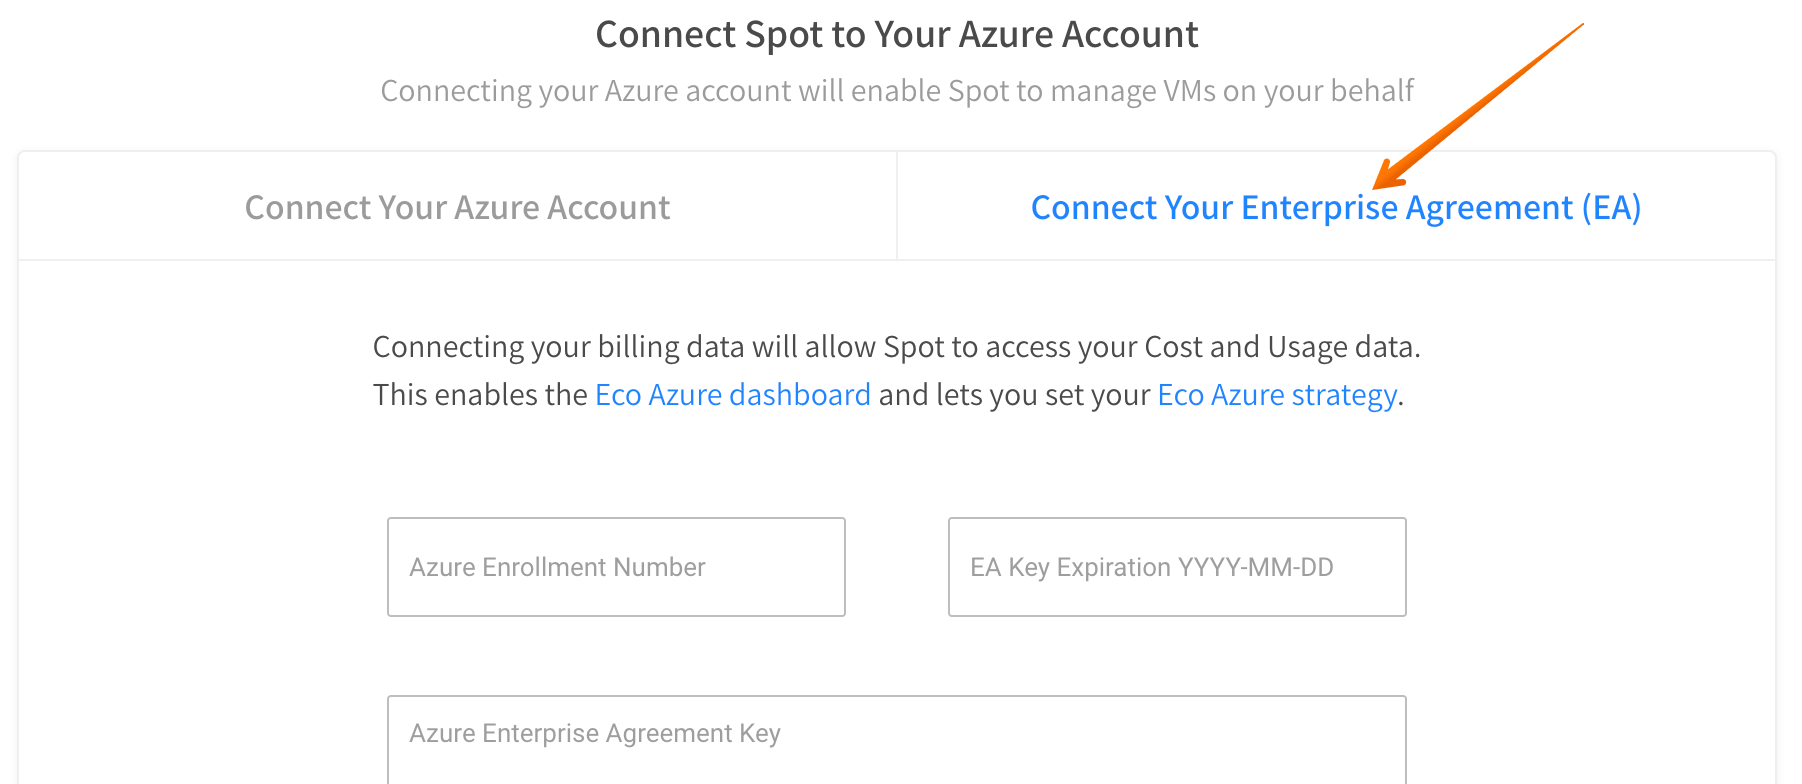 Connect Spot to Your Azure Account
Connecting your Azure account will enable Spot to manage VMs on your behalf
Connect Your Azure Account
Connect Your Enterprise Agreement (EA)
Connecting your billing data will allow Spot to access your Cost and Usage data.
This enables the Eco Azure dashboard and lets you set your Eco Azure strategy.
Azure Enrollment Number
EA Key Expiration YYYY-MM-DD
Azure Enterprise Agreement Key